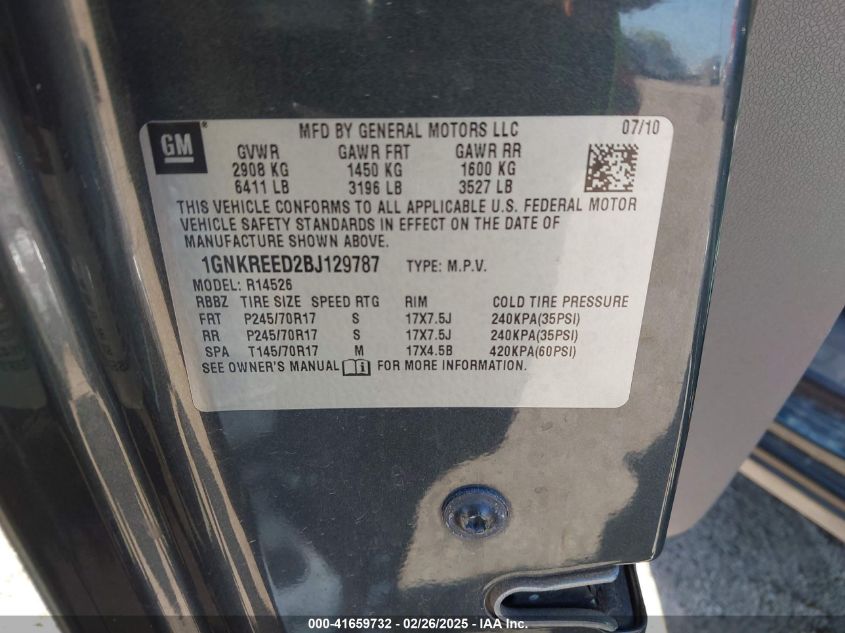 GM ® MFD BY GENERAL MOTORS LLC 07/10
GVWR GAWR FRT GAWR RR
2908 KG 1450 KG 1600 KG
6411 LB 3196 LB 3527 LB
THIS VEHICLE CONFORMS TO ALL APPLICABLE U.S. FEDERAL MOTOR
VEHICLE SAFETY STANDARDS IN EFFECT ON THE DATE OF
MANUFACTURE SHOWN ABOVE.
1GNKREED2BJ129787 TYPE: M.P.V.
MODEL: R14526
RBBZ TIRE SIZE SPEED RTG RIM COLD TIRE PRESSURE
FRT P245/70R17 S 17X7.5J 240KPA(35PSI)
RR P245/70R17 S 17X7.5J 240KPA(35PSI)
SPA T145/70R17 M 17X4.5B 420KPA(60PSI)
SEE OWNER'S MANUAL i FOR MORE INFORMATION.
000-41659732 - 02/26/2025 - IAA Inc.